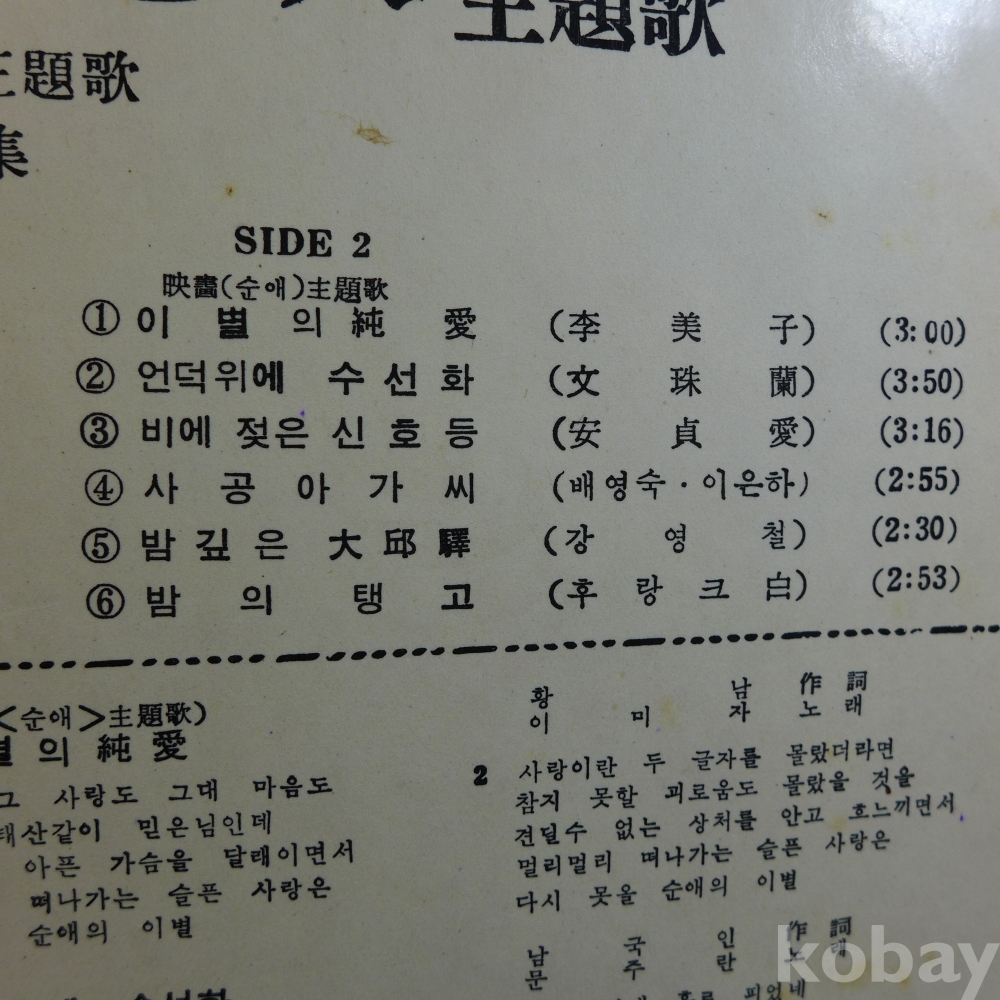 主題歌
主題歌
集
SIDE 2
映畵(순애)主題歌
① 이별의 純愛 (李美子) (3:00)
② 언덕위에 수선화 (文珠蘭) (3:50)
③ 비에 젖은 신호등 (安貞愛) (3:16)
④ 사공아가씨 (배영숙·이은하) (2:55)
⑤ 밤깊은 大邱驛 (강영철) (2:30)
⑥ 밤의 탱고 (후랑크白) (2:53)
<순애>主題歌)
별의 純愛
그 사랑도 그대 마음도
태산같이 믿은님인데
아픈 가슴을 달래이면서
떠나가는 슬픈 사랑은
순애의 이별
황남 作詞
이미자 노래
2 사랑이란 두 글자를 몰랐더라면
참지 못할 괴로움도 몰랐을 것을
견딜수 없는 상처를 안고 흐느끼면서
멀리멀리 떠나가는 슬픈 사랑은
다시 못올 순애의 이별
남국인 作詞
문주란 노래
수선화
피었네
kobay